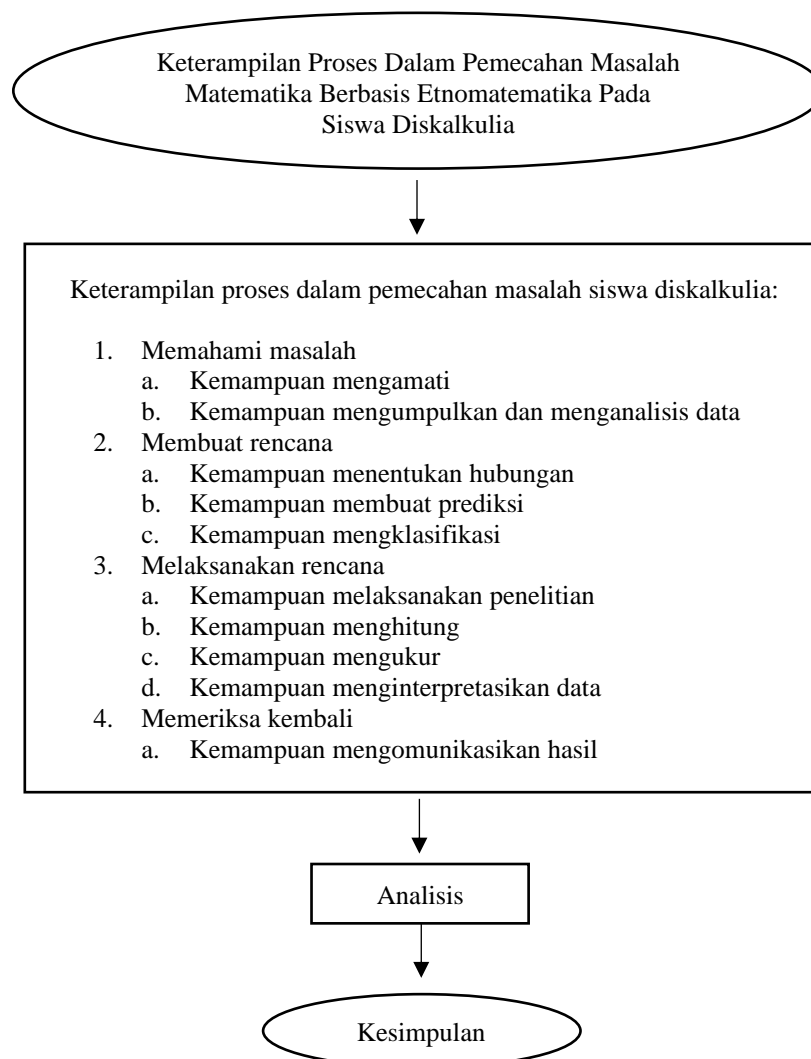 Keterampilan Proses Dalam Pemecahan Masalah
Matematika Berbasis Etnomatematika Pada
Siswa Diskalkulia
Keterampilan proses dalam pemecahan masalah siswa diskalkulia:
1. Memahami masalah
a. Kemampuan mengamati
b. Kemampuan mengumpulkan dan menganalisis data
2. Membuat rencana
a. Kemampuan menentukan hubungan
b. Kemampuan membuat prediksi
c. Kemampuan mengklasifikasi
3. Melaksanakan rencana
a. Kemampuan melaksanakan penelitian
b. Kemampuan menghitung
c. Kemampuan mengukur
d. Kemampuan menginterpretasikan data
4. Memeriksa kembali
a. Kemampuan mengomunikasikan hasil
Analisis
Kesimpulan